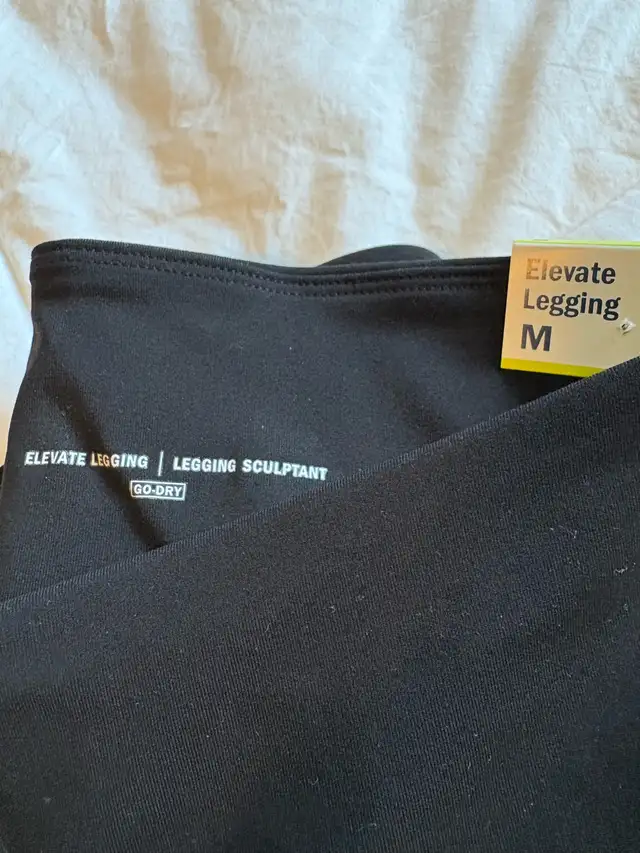 Elevate
Legging
M
ELEVATE LEGGING | LEGGING SCULPTANT
GO-DRY